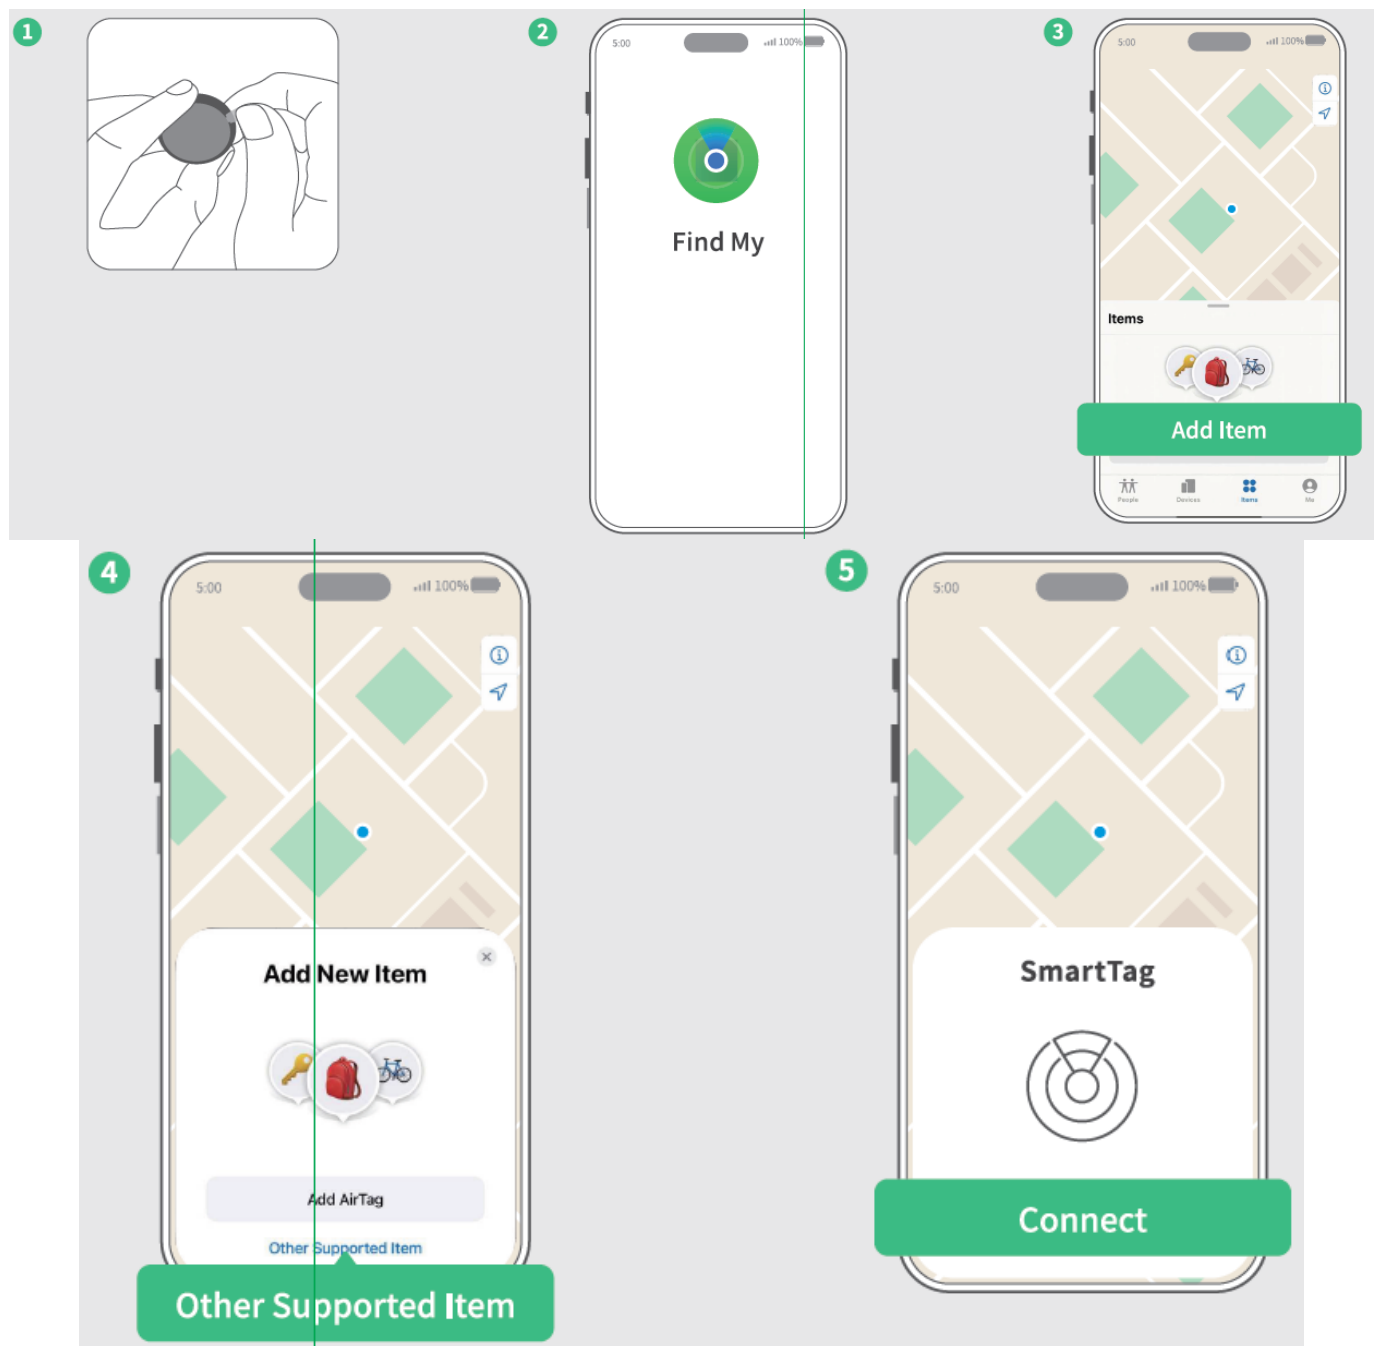 1
2
5:00
100%
Find My
3
5:00
100%
Items
Add Item
People
Devices
Items
Me
4
5:00
100%
Add New Item
Add AirTag
Other Supported Item
Other Supported Item
5
5:00
100%
SmartTag
Connect